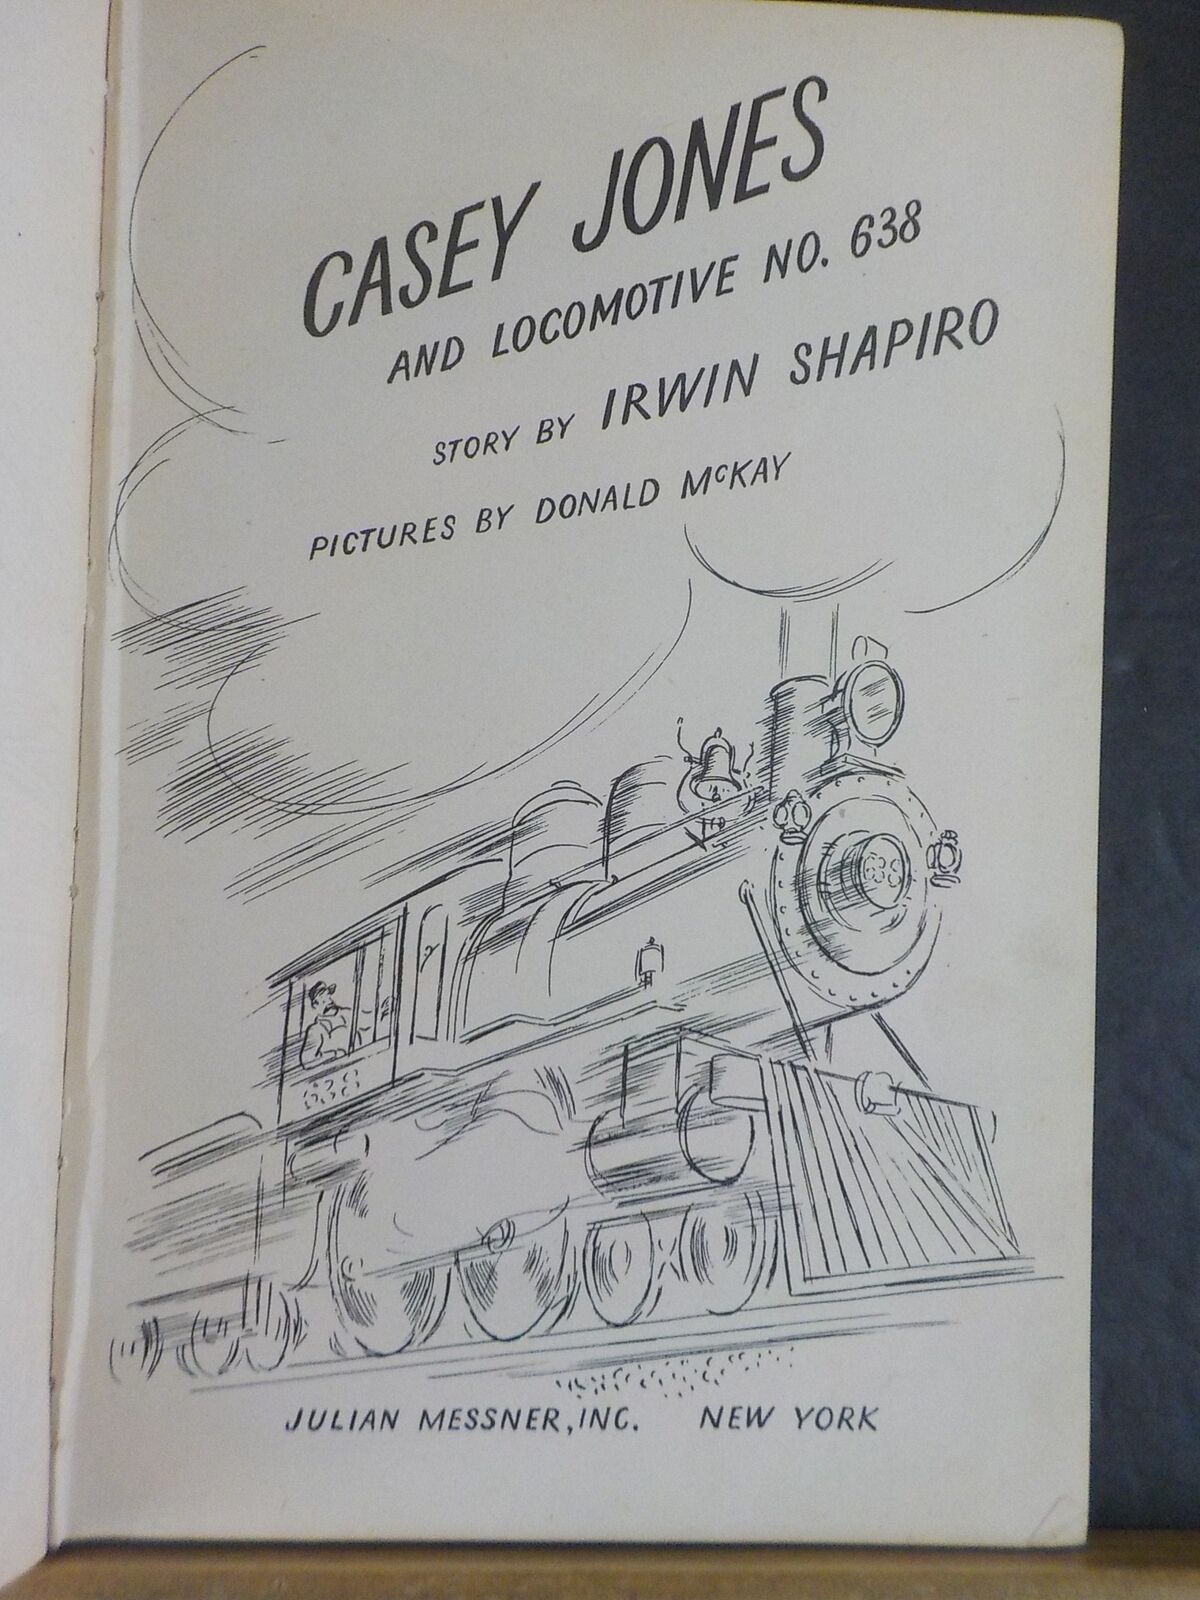 CASEY JONES
AND LOCOMOTIVE NO. 638
STORY BY IRWIN SHAPIRO
PICTURES BY DONALD McKAY
638
638
JULIAN MESSNER, INC. NEW YORK